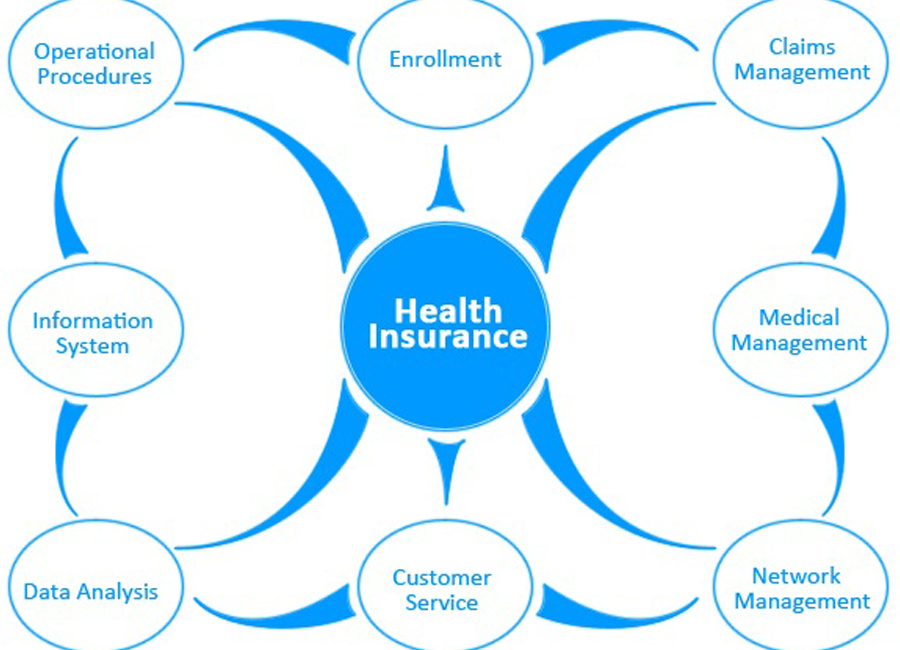 Operational
Procedures
Enrollment
Claims
Management
Information
System
Health
Insurance
Medical
Management
Data Analysis
Customer
Service
Network
Management